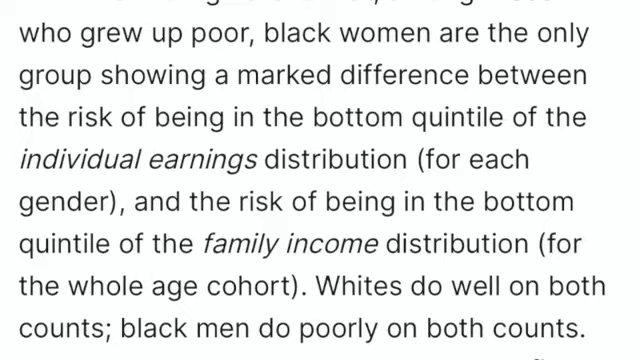 who grew up poor, black women are the only
group showing a marked difference between
the risk of being in the bottom quintile of the
individual earnings distribution (for each
gender), and the risk of being in the bottom
quintile of the family income distribution (for
the whole age cohort). Whites do well on both
counts; black men do poorly on both counts.